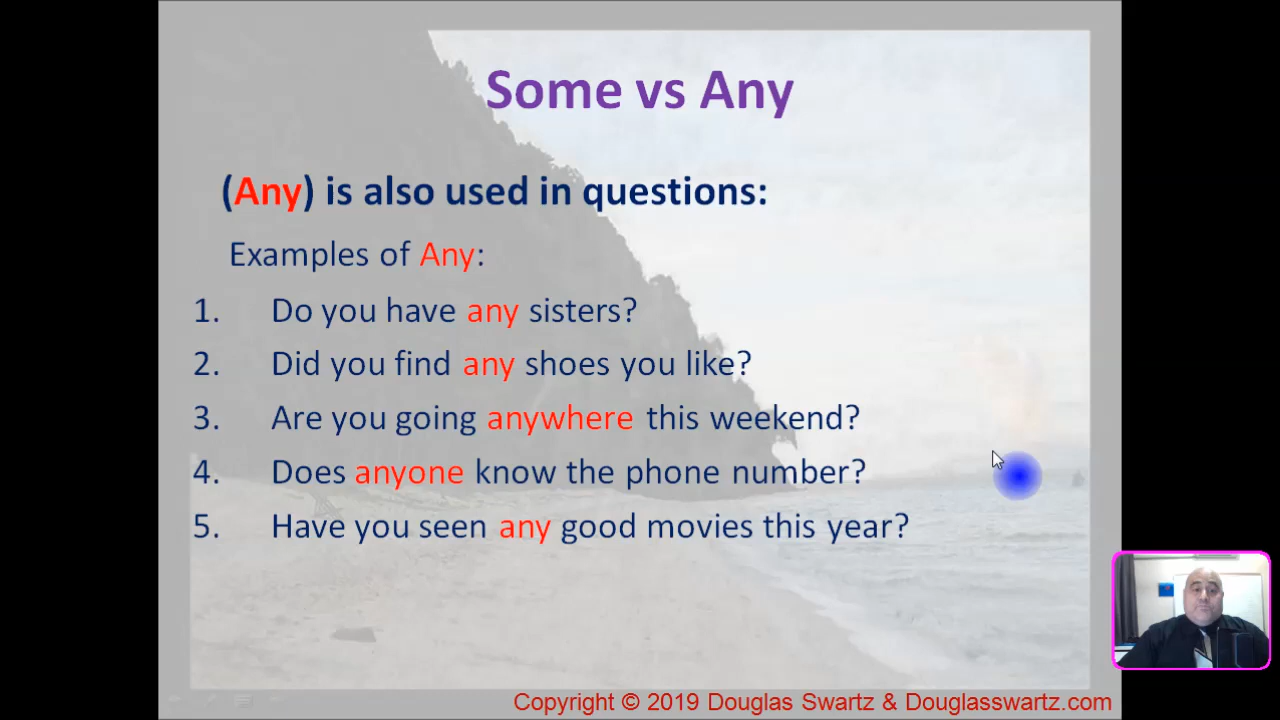 Some vs Any
(Any) is also used in questions:
Examples of Any:
1. Do you have any sisters?
2. Did you find any shoes you like?
3. Are you going anywhere this weekend?
4. Does anyone know the phone number?
5. Have you seen any good movies this year?
Copyright © 2019 Douglas Swartz & Douglasswartz.com